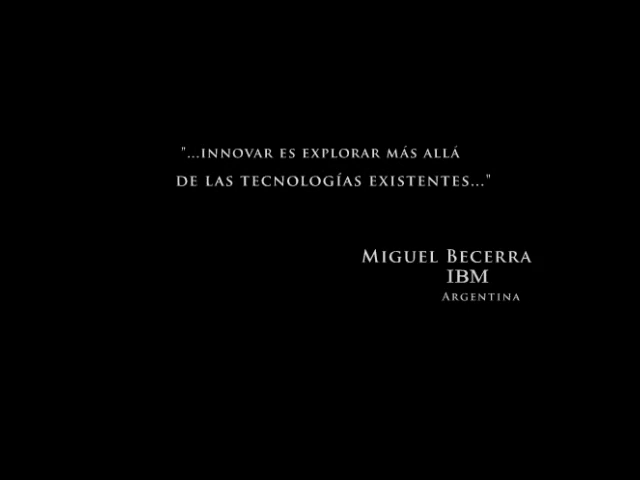 "...INNOVAR ES EXPLORAR MÁS ALLÁ
DE LAS TECNOLOGÍAS EXISTENTES..."
MIGUEL BECERRA
IBM
ARGENTINA